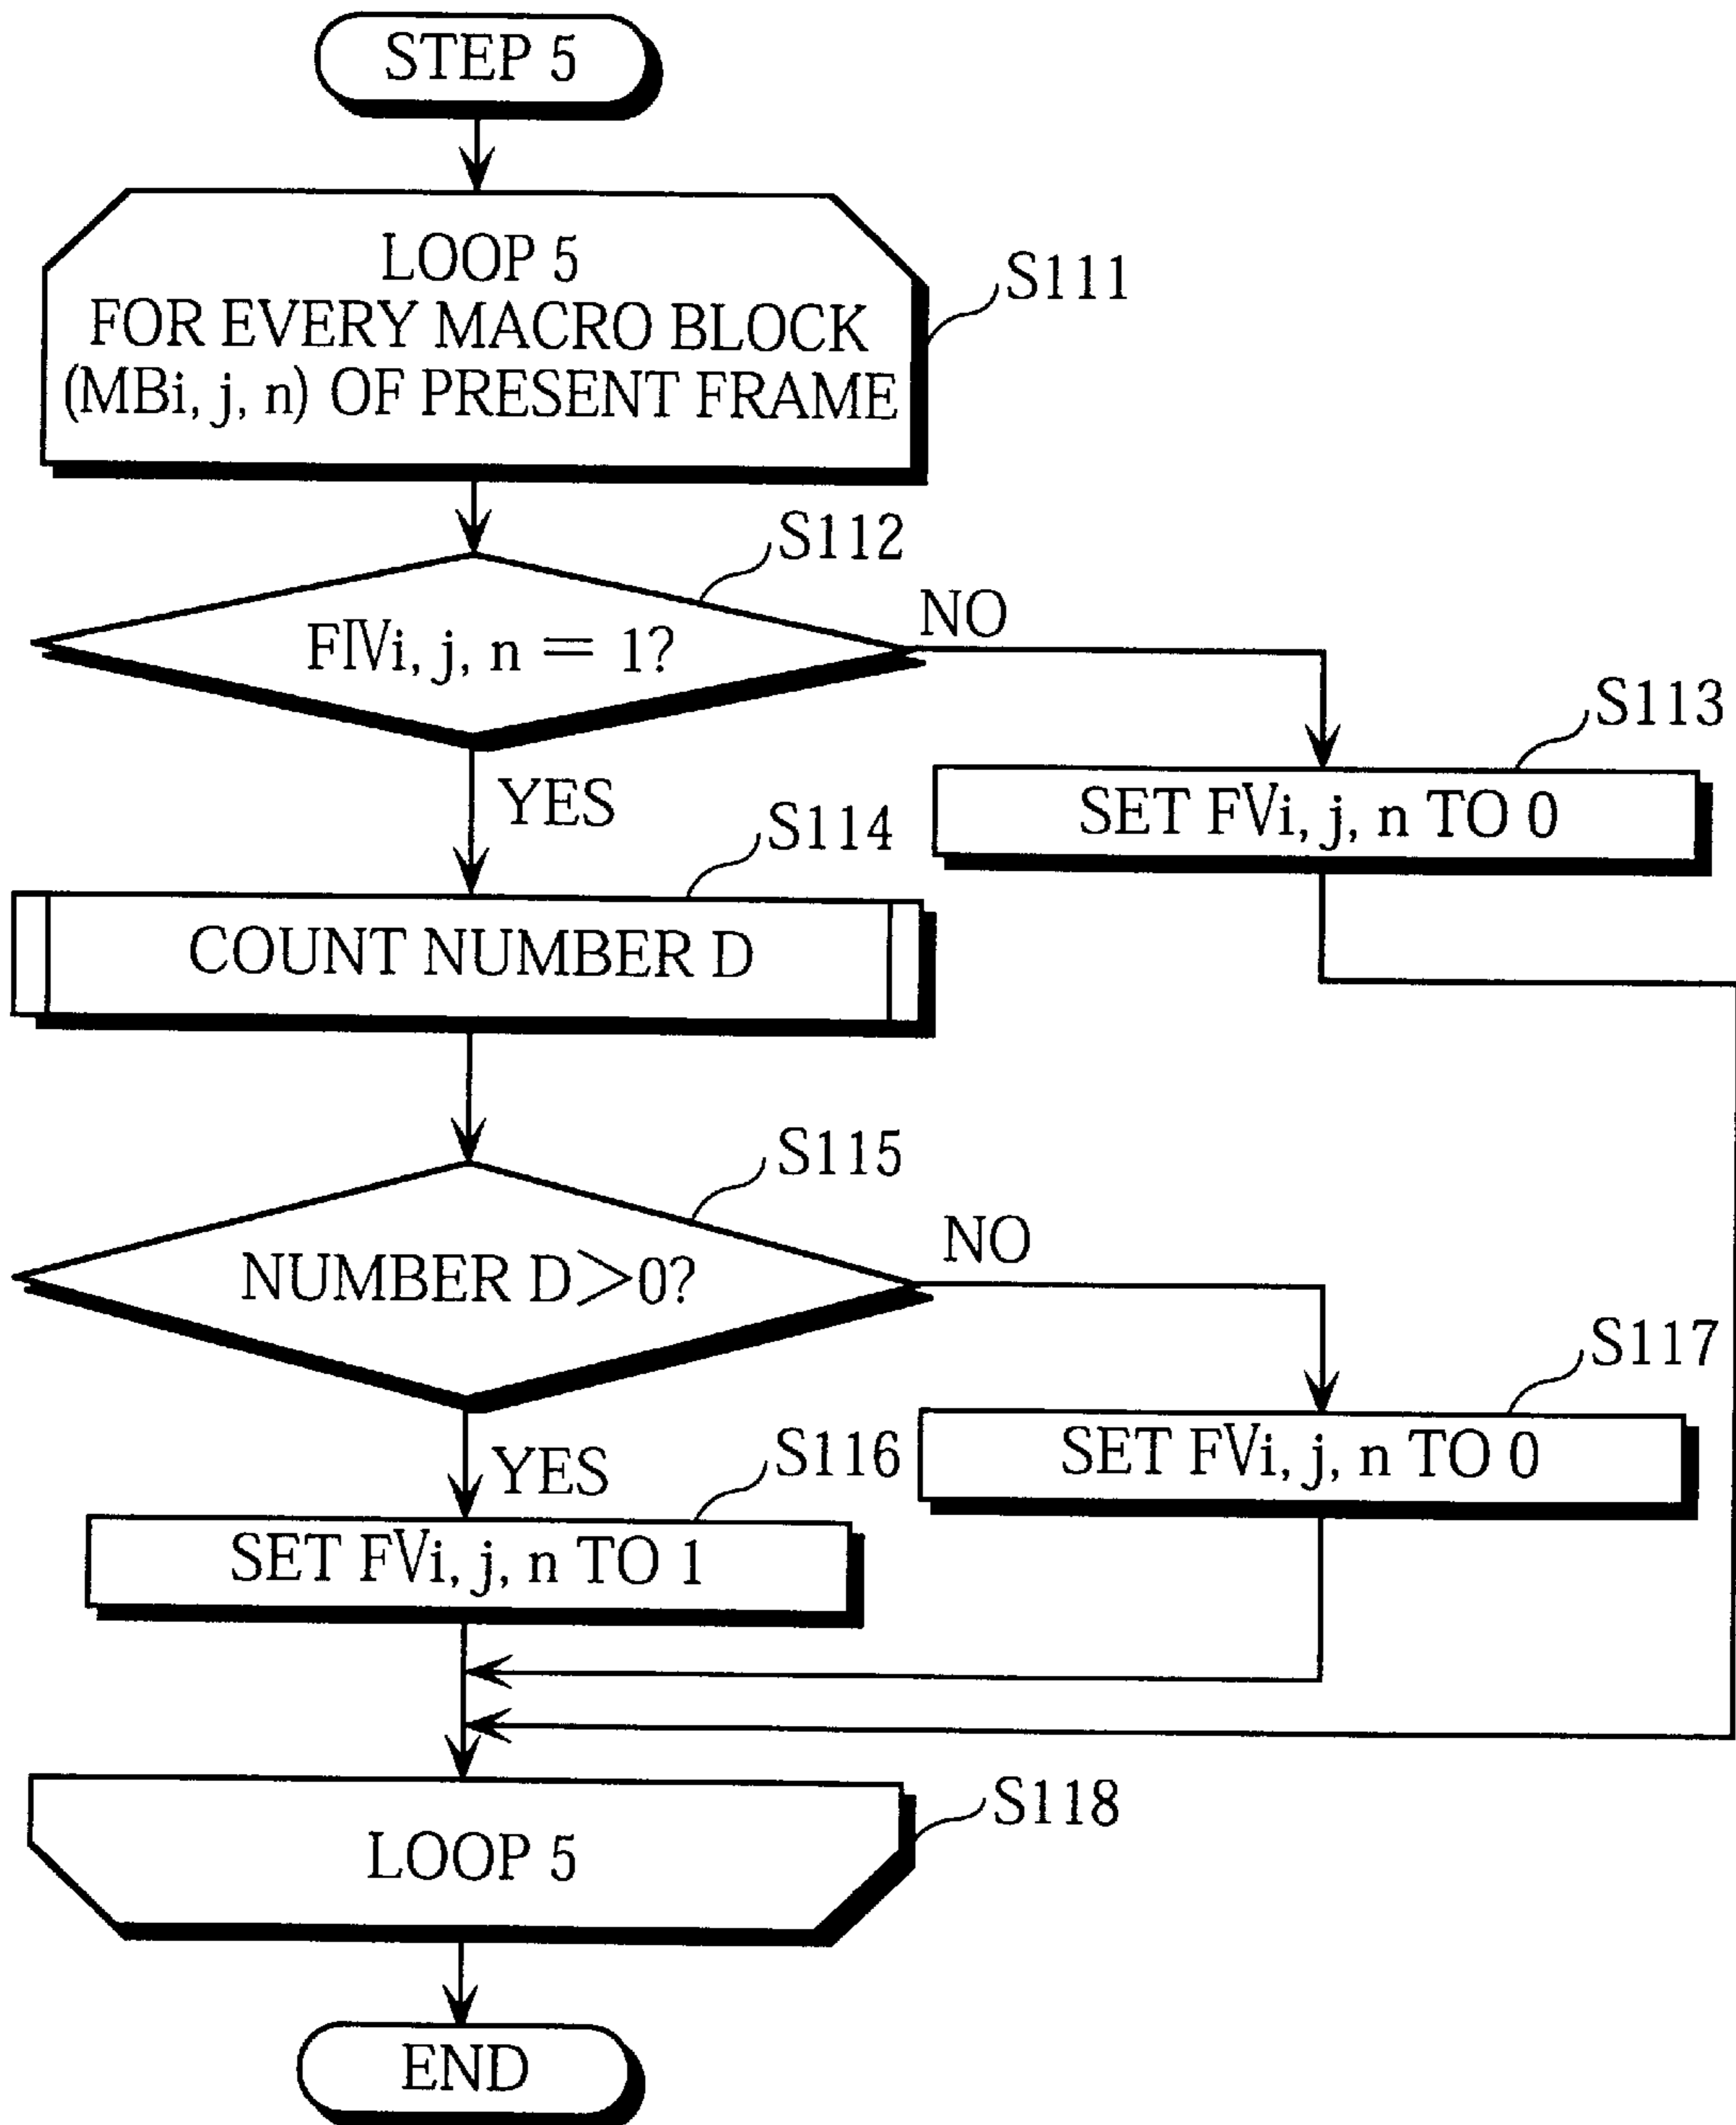 STEP 5
LOOP 5
FOR EVERY MACRO BLOCK
(MBi, j, n) OF PRESENT FRAME
S111
S112
FIVi, j, n = 1?
NO
S113
SET FVi, j, n TO 0
YES
S114
COUNT NUMBER D
S115
NUMBER D>0?
NO
S117
SET FVi, j, n TO 0
YES
S116
SET FVi, j, n TO 1
S118
LOOP 5
END